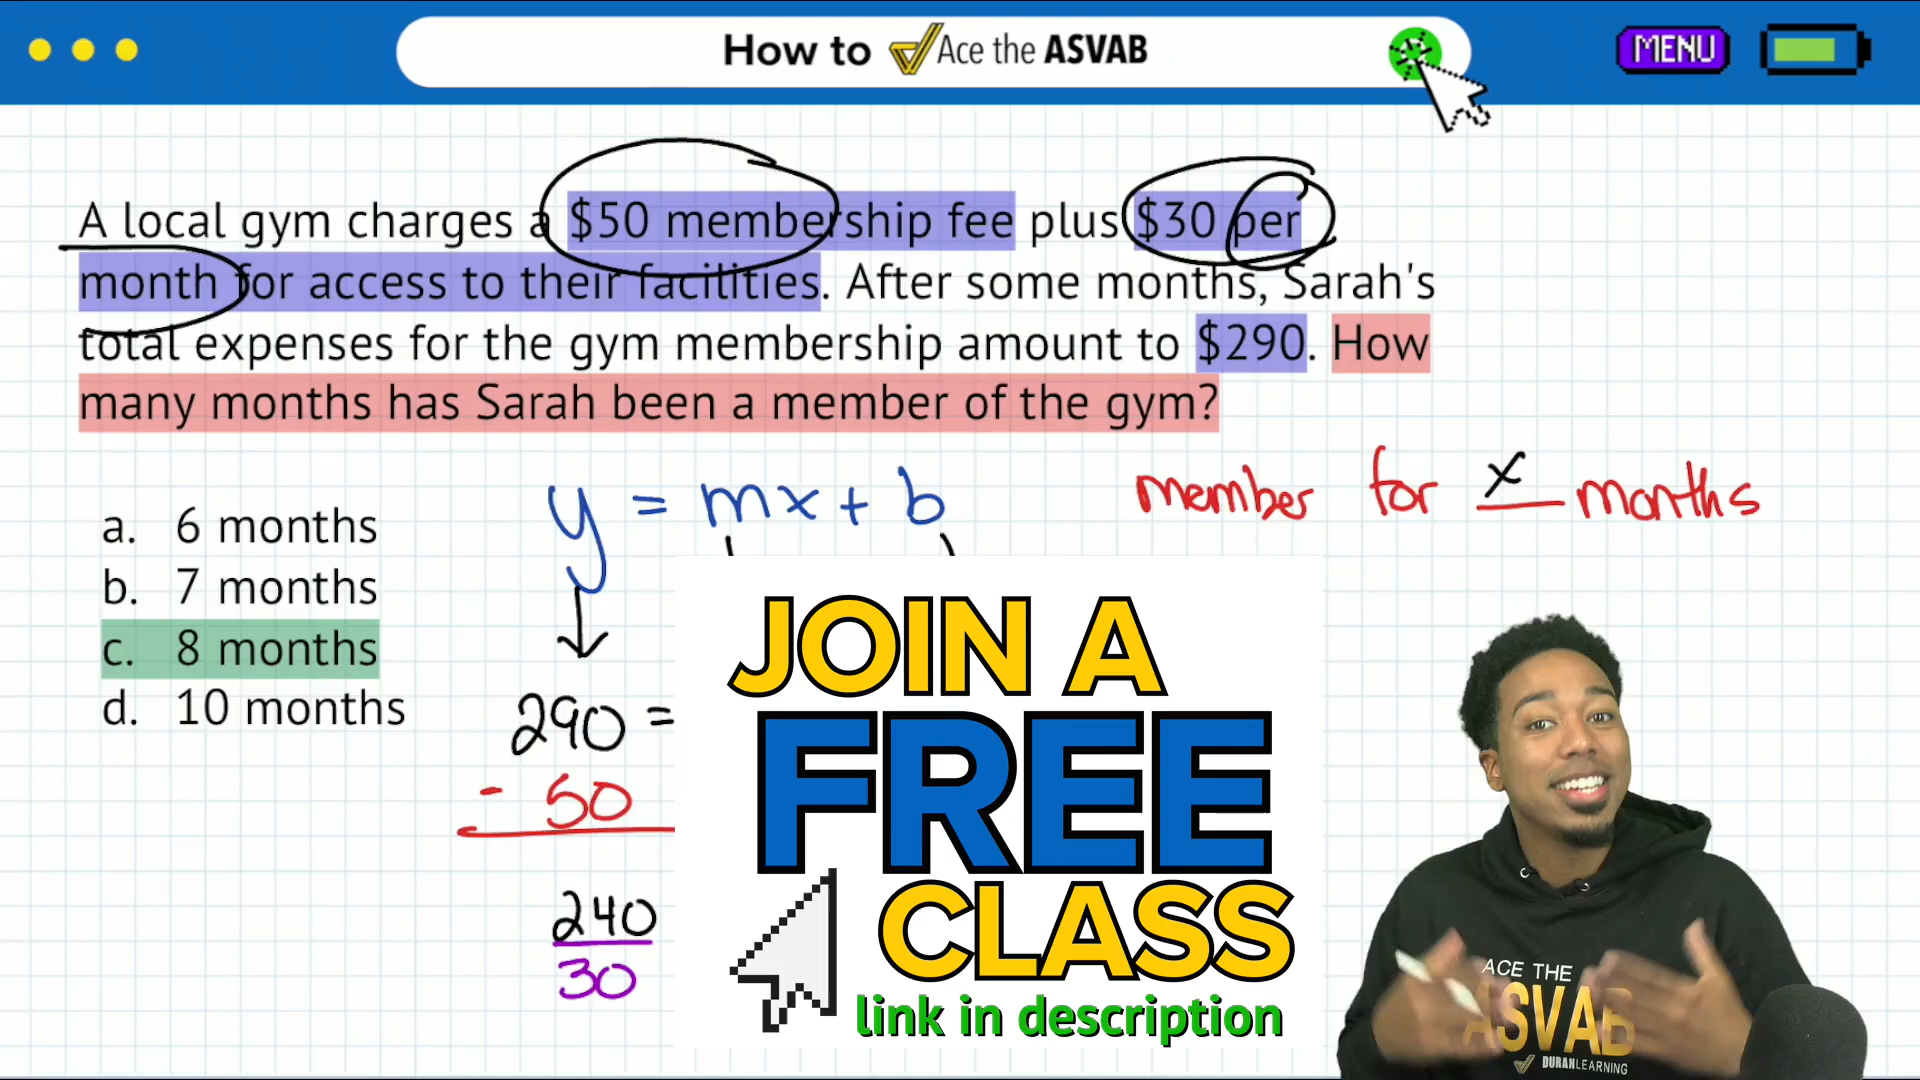 How to Ace the ASVAB
MENU
A local gym charges a $50 membership fee plus $30 per
month for access to their facilities. After some months, Sarah's
total expenses for the gym membership amount to $290. How
many months has Sarah been a member of the gym?
a. 6 months
b. 7 months
c. 8 months
d. 10 months
y = mx + b
member for x months
290 =
- 50
240
30
JOIN A
FREE
CLASS
link in description
ACE THE
ASVAB
DURANLEARNING